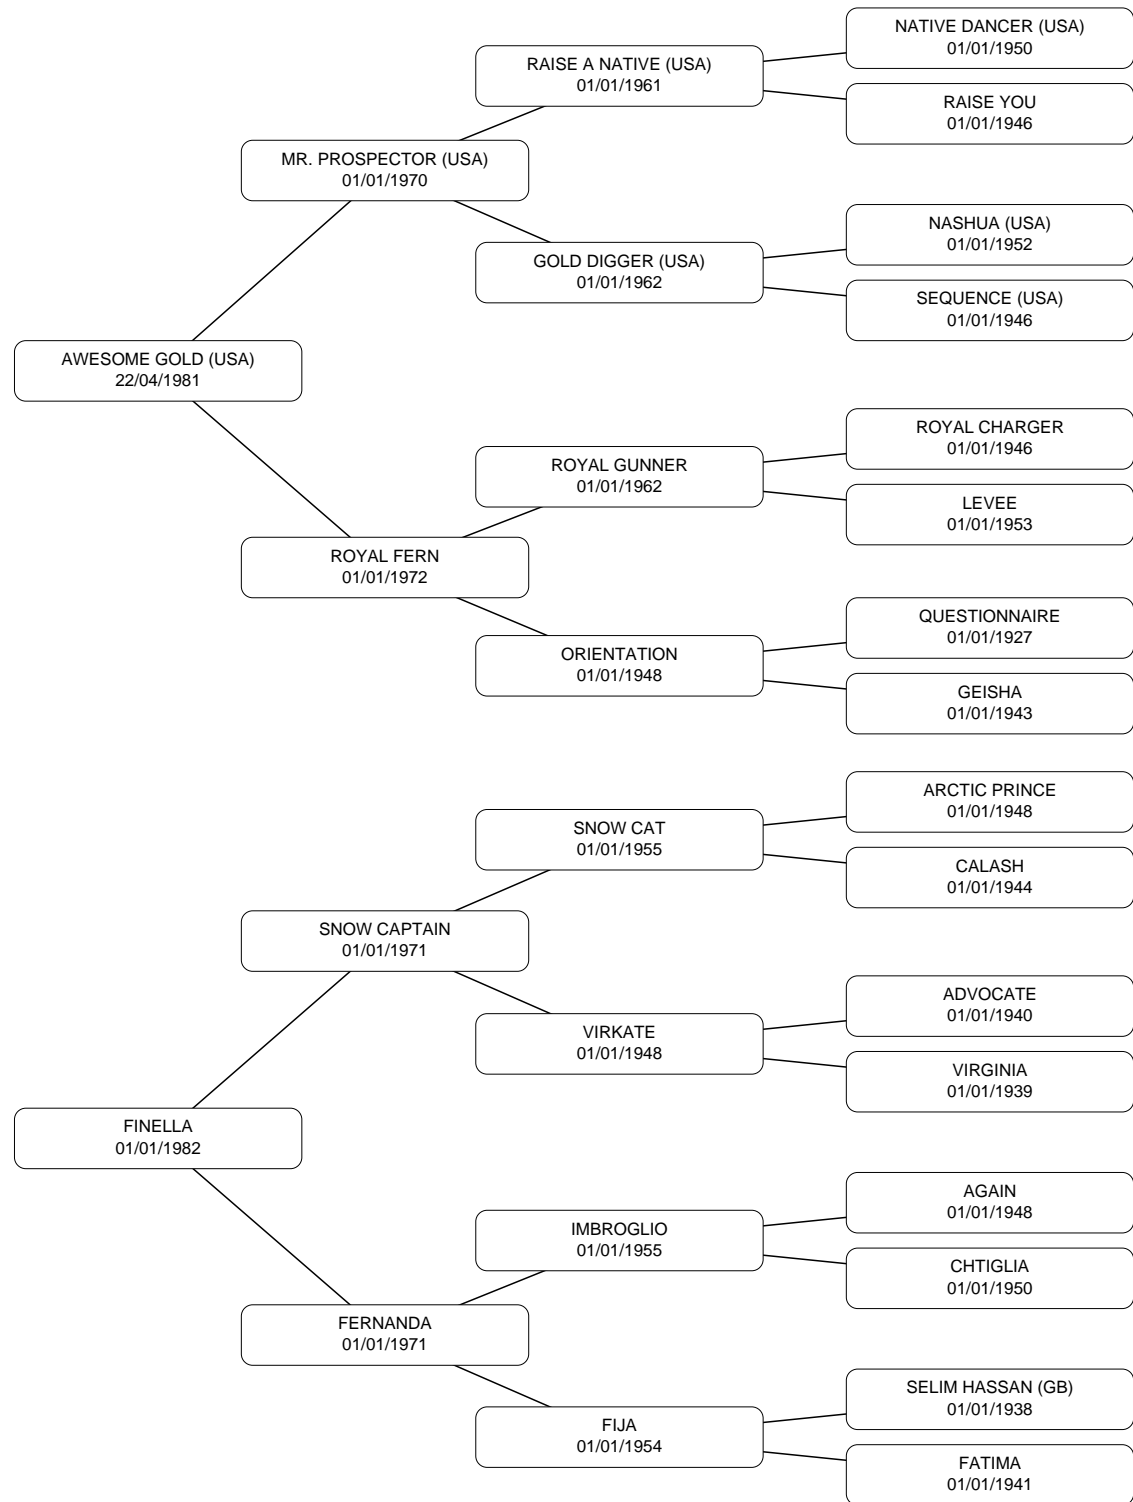 NATIVE DANCER (USA)
01/01/1950
RAISE A NATIVE (USA)
01/01/1961
RAISE YOU
01/01/1946
MR. PROSPECTOR (USA)
01/01/1970
NASHUA (USA)
01/01/1952
GOLD DIGGER (USA)
01/01/1962
SEQUENCE (USA)
01/01/1946
AWESOME GOLD (USA)
22/04/1981
ROYAL CHARGER
01/01/1946
ROYAL GUNNER
01/01/1962
LEVEE
01/01/1953
ROYAL FERN
01/01/1972
QUESTIONNAIRE
01/01/1927
ORIENTATION
01/01/1948
GEISHA
01/01/1943
ARCTIC PRINCE
01/01/1948
SNOW CAT
01/01/1955
CALASH
01/01/1944
SNOW CAPTAIN
01/01/1971
ADVOCATE
01/01/1940
VIRKATE
01/01/1948
VIRGINIA
01/01/1939
FINELLA
01/01/1982
AGAIN
01/01/1948
IMBROGLIO
01/01/1955
CHTIGLIA
01/01/1950
FERNANDA
01/01/1971
SELIM HASSAN (GB)
01/01/1938
FIJA
01/01/1954
FATIMA
01/01/1941